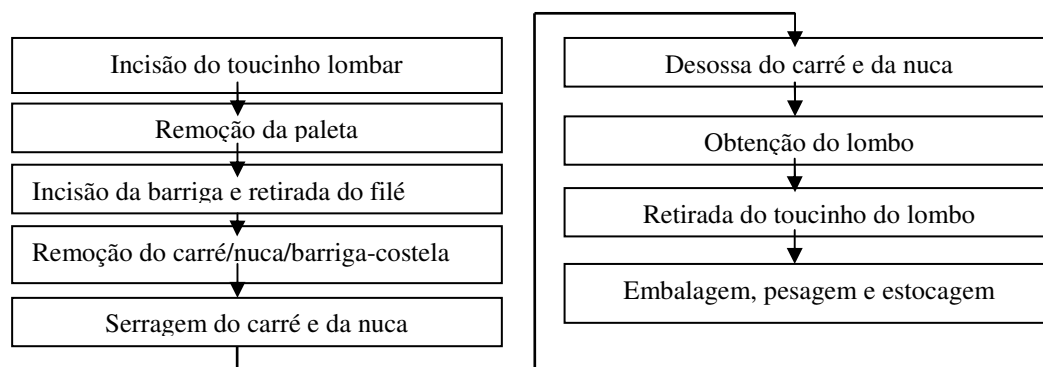 Incisão do toucinho lombar
Remoção da paleta
Incisão da barriga e retirada do filé
Remoção do carré/nuca/barriga-costela
Serragem do carré e da nuca
Desossa do carré e da nuca
Obtenção do lombo
Retirada do toucinho do lombo
Embalagem, pesagem e estocagem